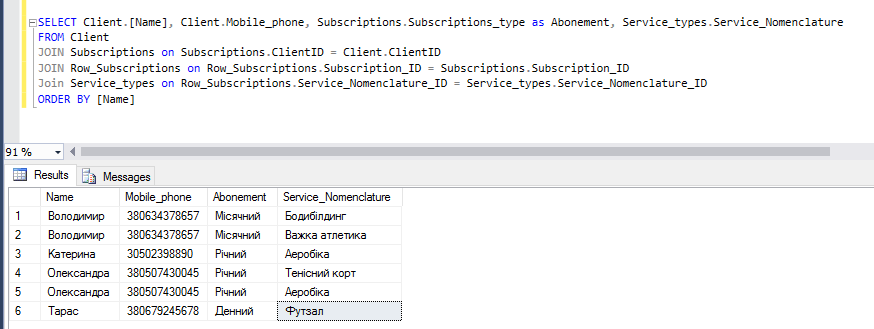 SELECT Client.[Name], Client.Mobile_phone, Subscriptions.Subscriptions_type as Abonement, Service_types.Service_Nomenclature
FROM Client
JOIN Subscriptions on Subscriptions.ClientID = Client.ClientID
JOIN Row_Subscriptions on Row_Subscriptions.Subscription_ID = Subscriptions.Subscription_ID
Join Service_types on Row_Subscriptions.Service_Nomenclature_ID = Service_types.Service_Nomenclature_ID
ORDER BY [Name]
91 %
Results Messages
Name Mobile_phone Abonement Service_Nomenclature
1 Володимир 380634378657 Місячний Бодибілдинг
2 Володимир 380634378657 Місячний Важка атлетика
3 Катерина 30502398890 Річний Аеробіка
4 Олександра 380507430045 Річний Тенісний корт
5 Олександра 380507430045 Річний Аеробіка
6 Тарас 380679245678 Денний Футзал